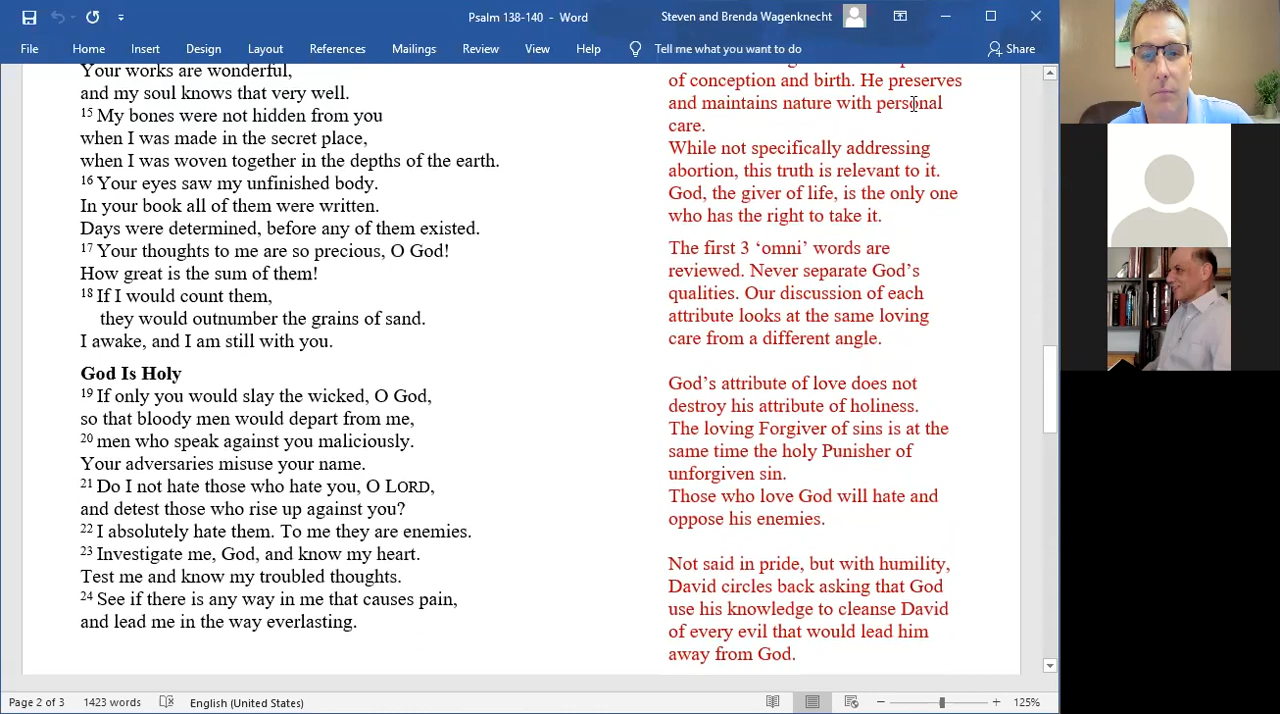 Psalm 138-140 - Word
Steven and Brenda Wagenknecht
File Home Insert Design Layout References Mailings Review View Help Tell me what you want to do Share
Your works are wonderful,
and my soul knows that very well.
15 My bones were not hidden from you
when I was made in the secret place,
when I was woven together in the depths of the earth.
16 Your eyes saw my unfinished body.
In your book all of them were written.
Days were determined, before any of them existed.
17 Your thoughts to me are so precious, O God!
How great is the sum of them!
18 If I would count them,
they would outnumber the grains of sand.
I awake, and I am still with you.
God Is Holy
19 If only you would slay the wicked, O God,
so that bloody men would depart from me,
20 men who speak against you maliciously.
Your adversaries misuse your name.
21 Do I not hate those who hate you, O LORD,
and detest those who rise up against you?
22 I absolutely hate them. To me they are enemies.
23 Investigate me, God, and know my heart.
Test me and know my troubled thoughts.
24 See if there is any way in me that causes pain,
and lead me in the way everlasting.
of conception and birth. He preserves
and maintains nature with personal
care.
While not specifically addressing
abortion, this truth is relevant to it.
God, the giver of life, is the only one
who has the right to take it.
The first 3 ‘omni’ words are
reviewed. Never separate God’s
qualities. Our discussion of each
attribute looks at the same loving
care from a different angle.
God’s attribute of love does not
destroy his attribute of holiness.
The loving Forgiver of sins is at the
same time the holy Punisher of
unforgiven sin.
Those who love God will hate and
oppose his enemies.
Not said in pride, but with humility,
David circles back asking that God
use his knowledge to cleanse David
of every evil that would lead him
away from God.
Page 2 of 3 1423 words English (United States) 125%